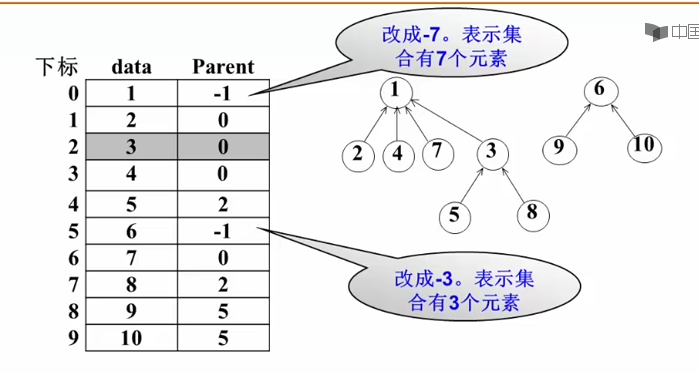 中国
改成-7。表示集
合有7个元素
下标 data Parent
0 1 -1
1 2 0
2 3 0
3 4 0
4 5 2
5 6 -1
6 7 0
7 8 2
8 9 5
9 10 5
1 6
2 4 7 3 9 10
5 8
改成-3。表示集
合有3个元素